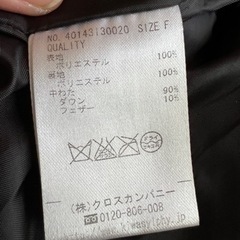 NO. 40143130020 SIZE F
QUALITY
表地
ポリエステル 100%
裏地
ポリエステル 100%
中わた
ダウン 90%
フェザー 10%
(株)クロスカンパニー
☎0120-806-008